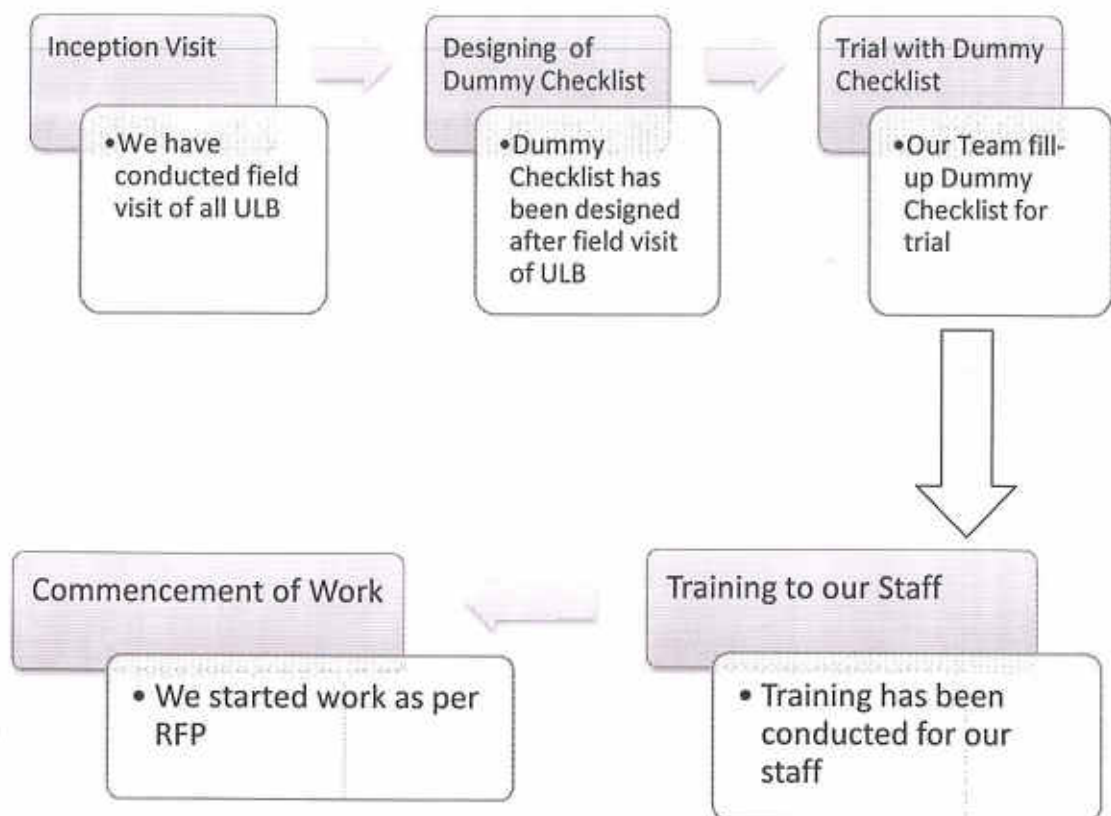 Inception Visit
•We have
conducted field
visit of all ULB
Designing of
Dummy Checklist
•Dummy
Checklist has
been designed
after field visit
of ULB
Trial with Dummy
Checklist
•Our Team fill-
up Dummy
Checklist for
trial
Training to our Staff
• Training has been
conducted for our
staff
Commencement of Work
• We started work as per
RFP